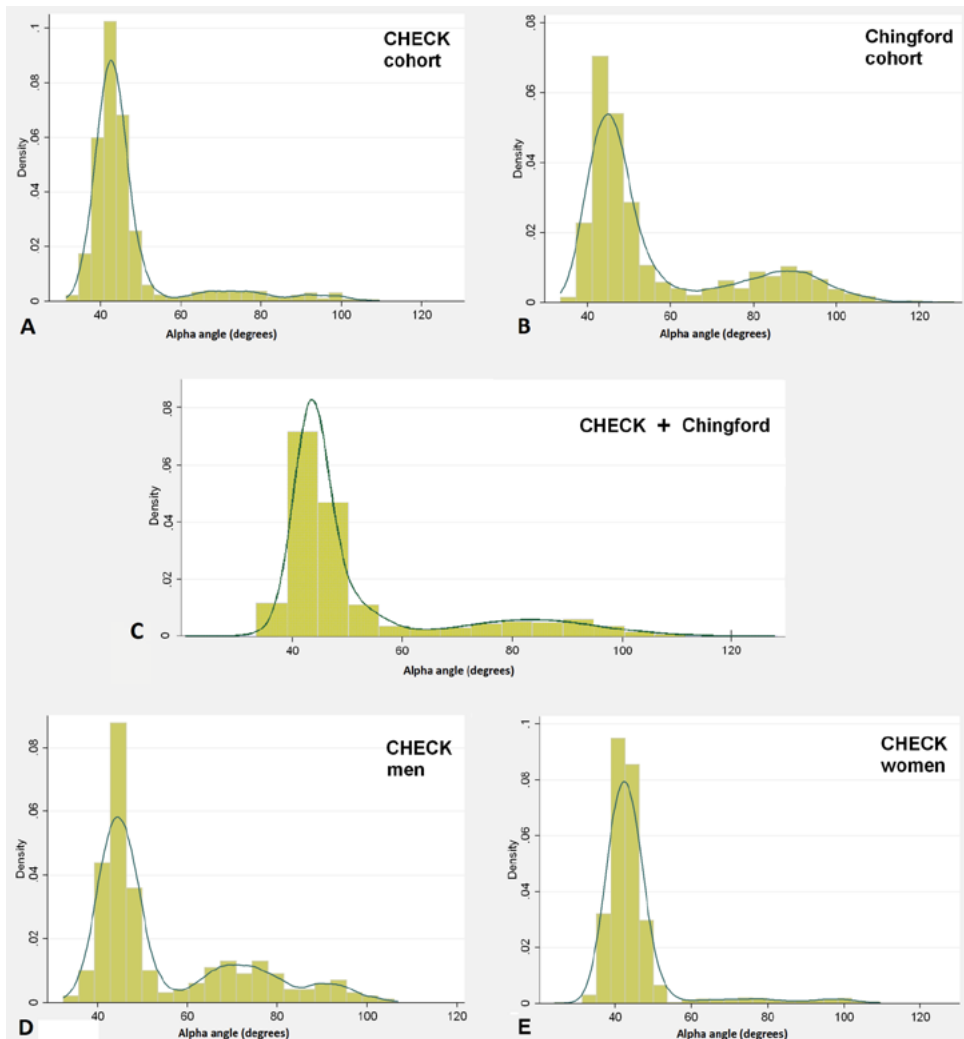 CHECK
cohort
Density
.1
.08
.06
.04
.02
0
40
60
80
100
120
A
Alpha angle (degrees)
Chingford
cohort
Density
.08
.06
.04
.02
0
40
60
80
100
120
B
Alpha angle (degrees)
CHECK + Chingford
Density
.08
.06
.04
.02
0
40
60
80
100
120
C
Alpha angle (degrees)
CHECK
men
Density
.08
.06
.04
.02
0
40
60
80
100
120
D
Alpha angle (degrees)
CHECK
women
Density
.1
.08
.06
.04
.02
0
40
60
80
100
120
E
Alpha angle (degrees)